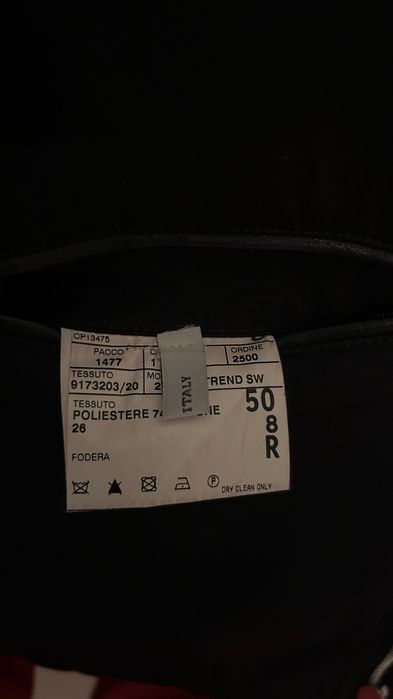 CP13475
PACCO ORDINE
1477 2500
TESSUTO
9173203/20 TREND SW
TESSUTO
POLIESTERE
26
50
8
R
FODERA
DRY CLEAN ONLY
ITALY